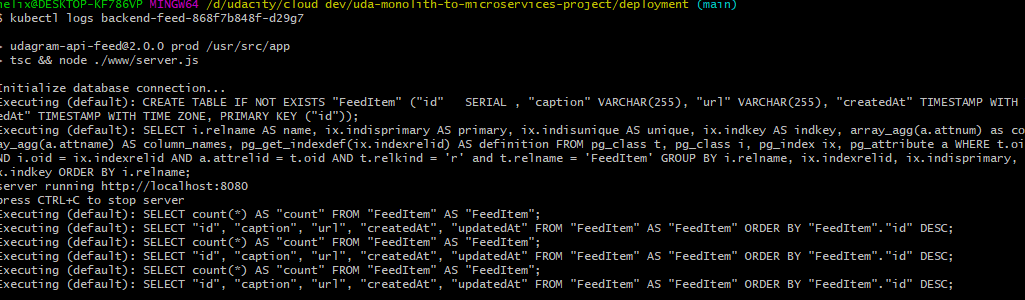 helix@DESKTOP-KF786VP MINGW64 /d/udacity/cloud dev/uda-monolith-to-microservices-project/deployment (main)
$ kubectl logs backend-feed-868f7b848f-d29g7
> udagram-api-feed@2.0.0 prod /usr/src/app
> tsc && node ./www/server.js
Initialize database connection...
Executing (default): CREATE TABLE IF NOT EXISTS "FeedItem" ("id"   SERIAL , "caption" VARCHAR(255), "url" VARCHAR(255), "createdAt" TIMESTAMP WITH
edAt" TIMESTAMP WITH TIME ZONE, PRIMARY KEY ("id"));
Executing (default): SELECT i.relname AS name, ix.indisprimary AS primary, ix.indisunique AS unique, ix.indkey AS indkey, array_agg(a.attnum) as co
ay_agg(a.attname) AS column_names, pg_get_indexdef(ix.indexrelid) AS definition FROM pg_class t, pg_class i, pg_index ix, pg_attribute a WHERE t.oi
ND i.oid = ix.indexrelid AND a.attrelid = t.oid AND t.relkind = 'r' and t.relname = 'FeedItem' GROUP BY i.relname, ix.indexrelid, ix.indisprimary,
x.indkey ORDER BY i.relname;
server running http://localhost:8080
press CTRL+C to stop server
Executing (default): SELECT count(*) AS "count" FROM "FeedItem" AS "FeedItem";
Executing (default): SELECT "id", "caption", "url", "createdAt", "updatedAt" FROM "FeedItem" AS "FeedItem" ORDER BY "FeedItem"."id" DESC;
Executing (default): SELECT count(*) AS "count" FROM "FeedItem" AS "FeedItem";
Executing (default): SELECT "id", "caption", "url", "createdAt", "updatedAt" FROM "FeedItem" AS "FeedItem" ORDER BY "FeedItem"."id" DESC;
Executing (default): SELECT count(*) AS "count" FROM "FeedItem" AS "FeedItem";
Executing (default): SELECT "id", "caption", "url", "createdAt", "updatedAt" FROM "FeedItem" AS "FeedItem" ORDER BY "FeedItem"."id" DESC;